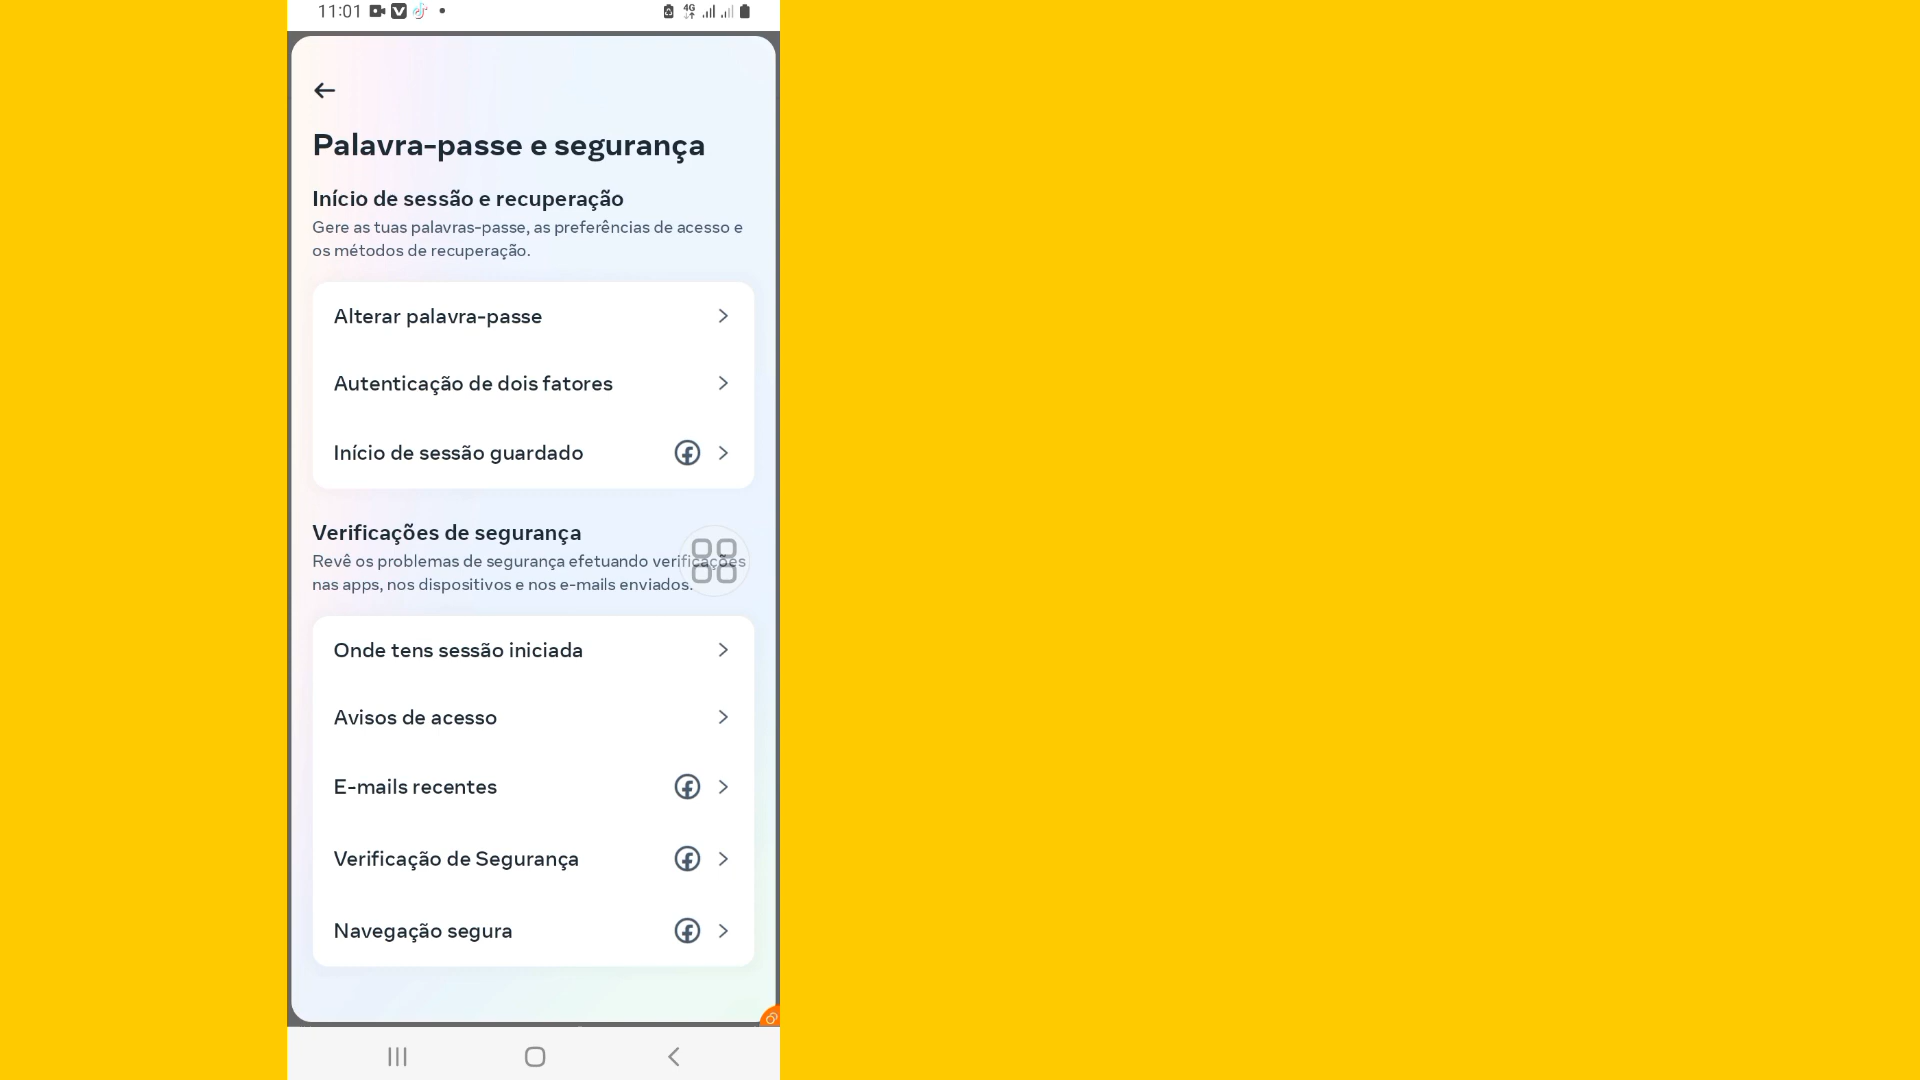 11:01
4G
Palavra-passe e segurança
Início de sessão e recuperação
Gere as tuas palavras-passe, as preferências de acesso e
os métodos de recuperação.
Alterar palavra-passe
Autenticação de dois fatores
Início de sessão guardado
Verificações de segurança
Revê os problemas de segurança efetuando verificações
nas apps, nos dispositivos e nos e-mails enviados.
Onde tens sessão iniciada
Avisos de acesso
E-mails recentes
Verificação de Segurança
Navegação segura